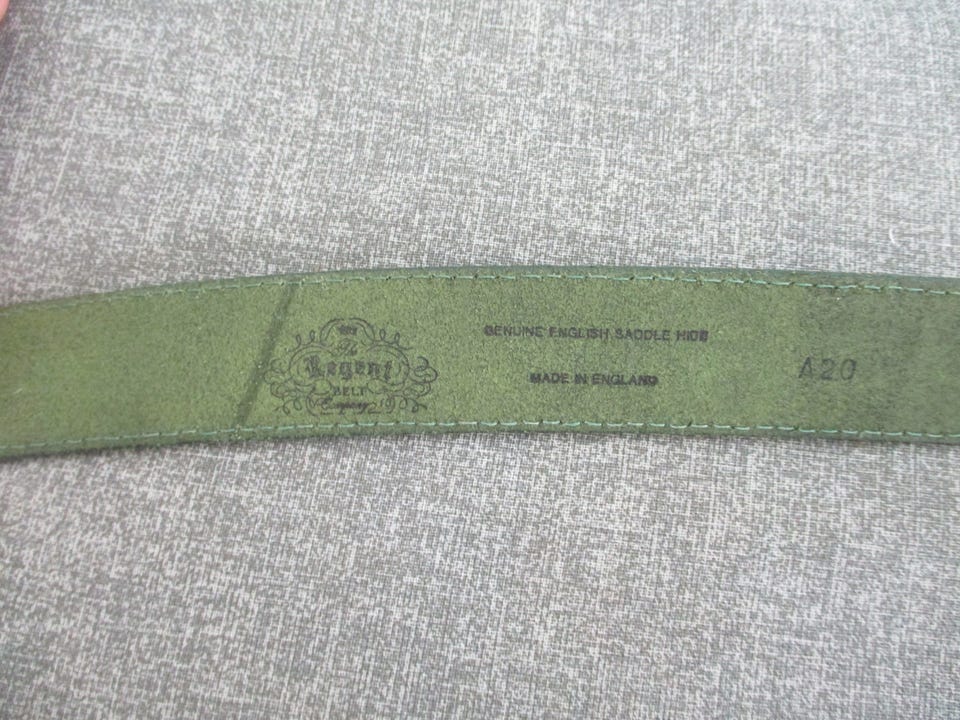 The
Regent
BELT
Company
GENUINE ENGLISH SADDLE HIDE
MADE IN ENGLAND
A20